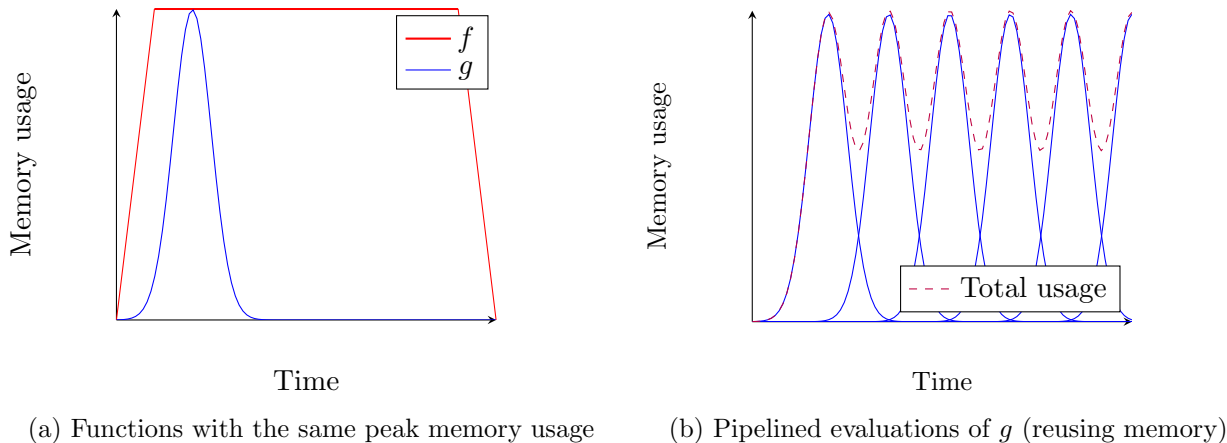 Memory usage
f
g
Time
(a) Functions with the same peak memory usage
Memory usage
Total usage
Time
(b) Pipelined evaluations of g (reusing memory)